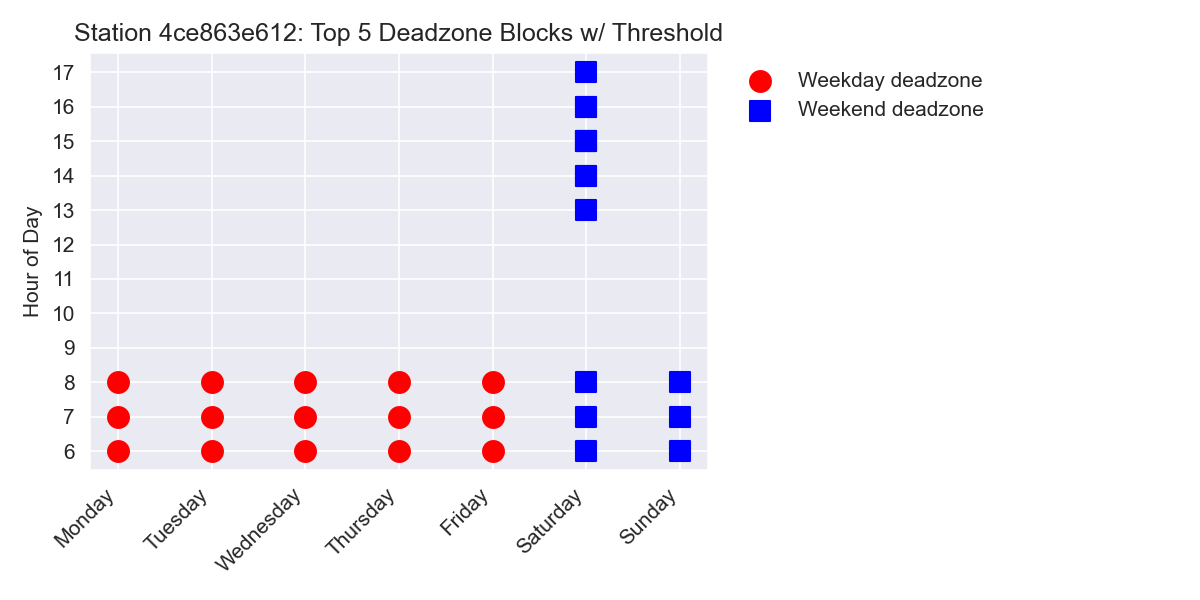 Station 4ce863e612: Top 5 Deadzone Blocks w/ Threshold
Weekday deadzone
Weekend deadzone
Hour of Day
17
16
15
14
13
12
11
10
9
8
7
6
Monday
Tuesday
Wednesday
Thursday
Friday
Saturday
Sunday